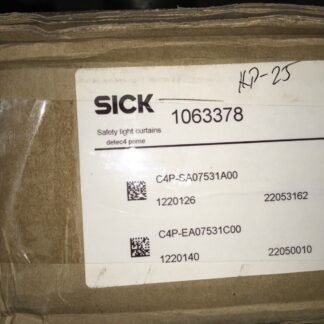 HP-25
SICK 1063378
Safety light curtains
detec4 prime
C4P-SA07531A00
1220126 22053162
C4P-EA07531C00
1220140 22050010